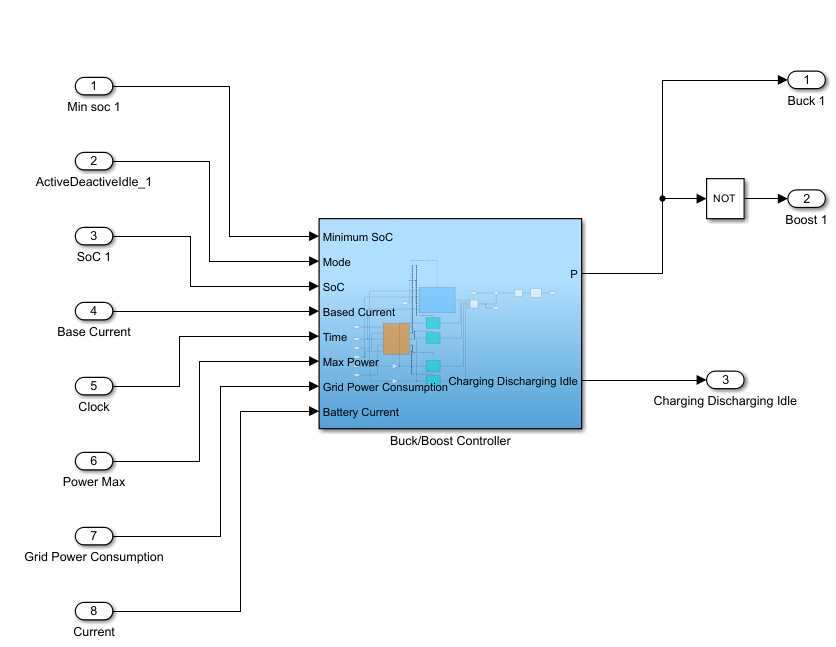 1
Min soc 1
2
ActiveDeactiveIdle_1
3
SoC 1
4
Base Current
5
Clock
6
Power Max
7
Grid Power Consumption
8
Current
Minimum SoC
Mode
SoC
Based Current
Time
Max Power
Grid Power Consumption
Battery Current
P
Charging Discharging Idle
Buck/Boost Controller
1
Buck 1
NOT
2
Boost 1
3
Charging Discharging Idle